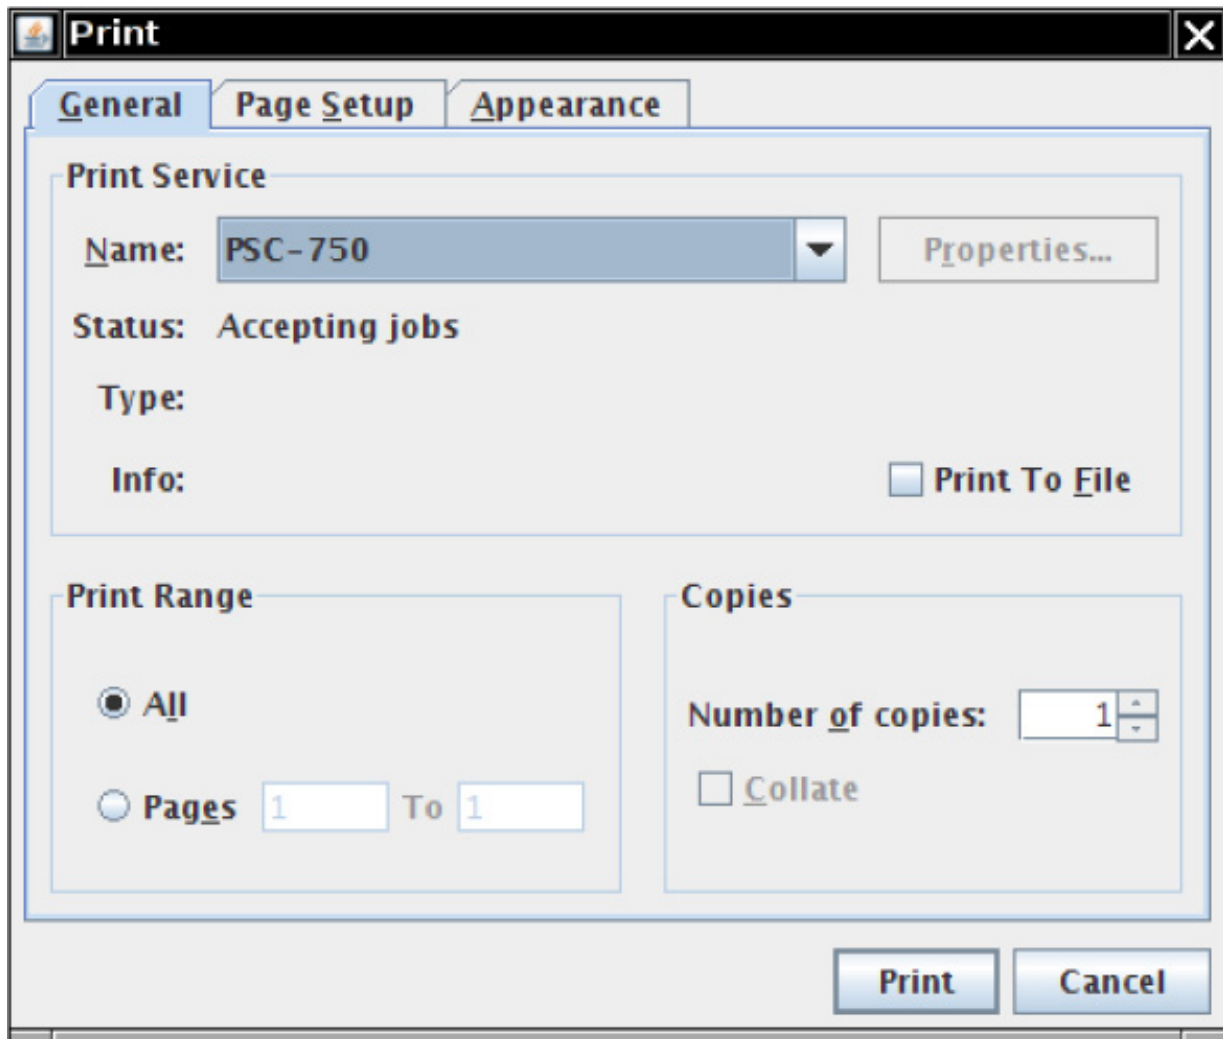 Print
General Page Setup Appearance
Print Service
Name: PSC-750 Properties...
Status: Accepting jobs
Type:
Info: Print To File
Print Range Copies
All
Number of copies: 1
Pages 1 To 1 Collate
Print Cancel